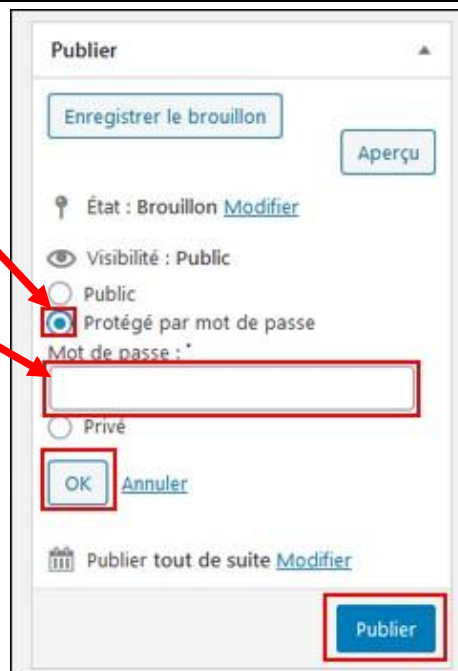 Publier
Enregistrer le brouillon
Aperçu
État : Brouillon Modifier
Visibilité : Public
Public
Protégé par mot de passe
Mot de passe :
Privé
OK Annuler
Publier tout de suite Modifier
Publier